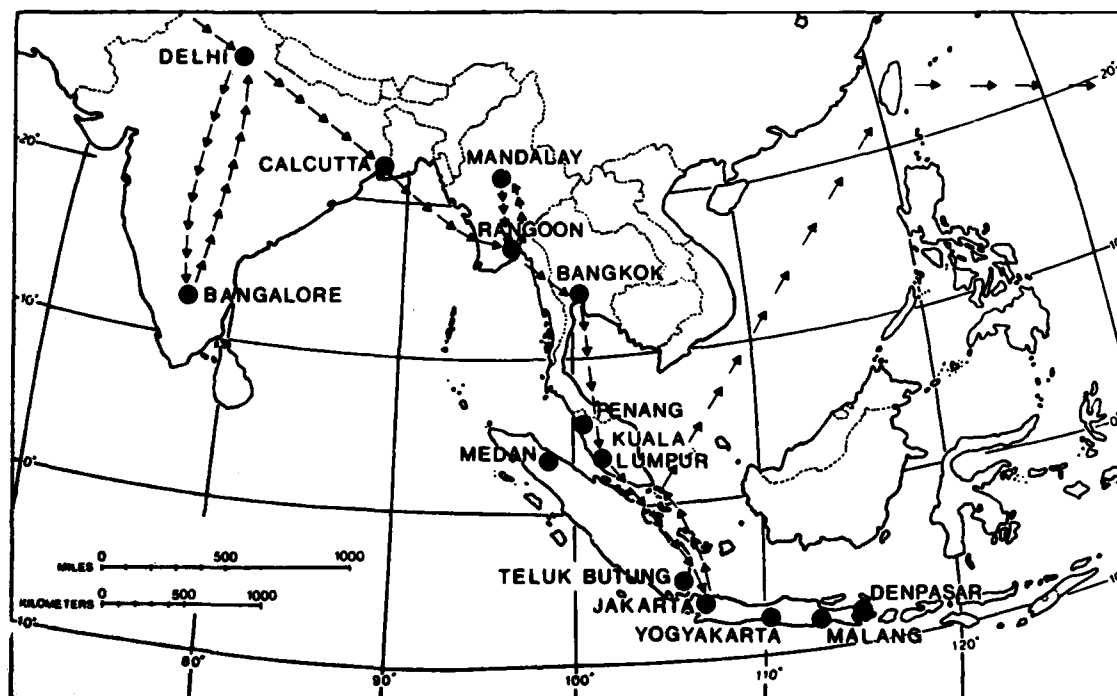 DELHI
20°
20°
CALCUTTA
MANDALAY
RANGOON
BANGKOK
BANGALORE
10°
10°
PENANG
KUALA
LUMPUR
MEDAN
0°
0°
MILES 0 500 1000
KILOMETERS 0 500 1000
TELUK BUTUNG
DENPASAR
JAKARTA
YOGYAKARTA
MALANG
10°
10°
80°
90°
100°
110°
120°